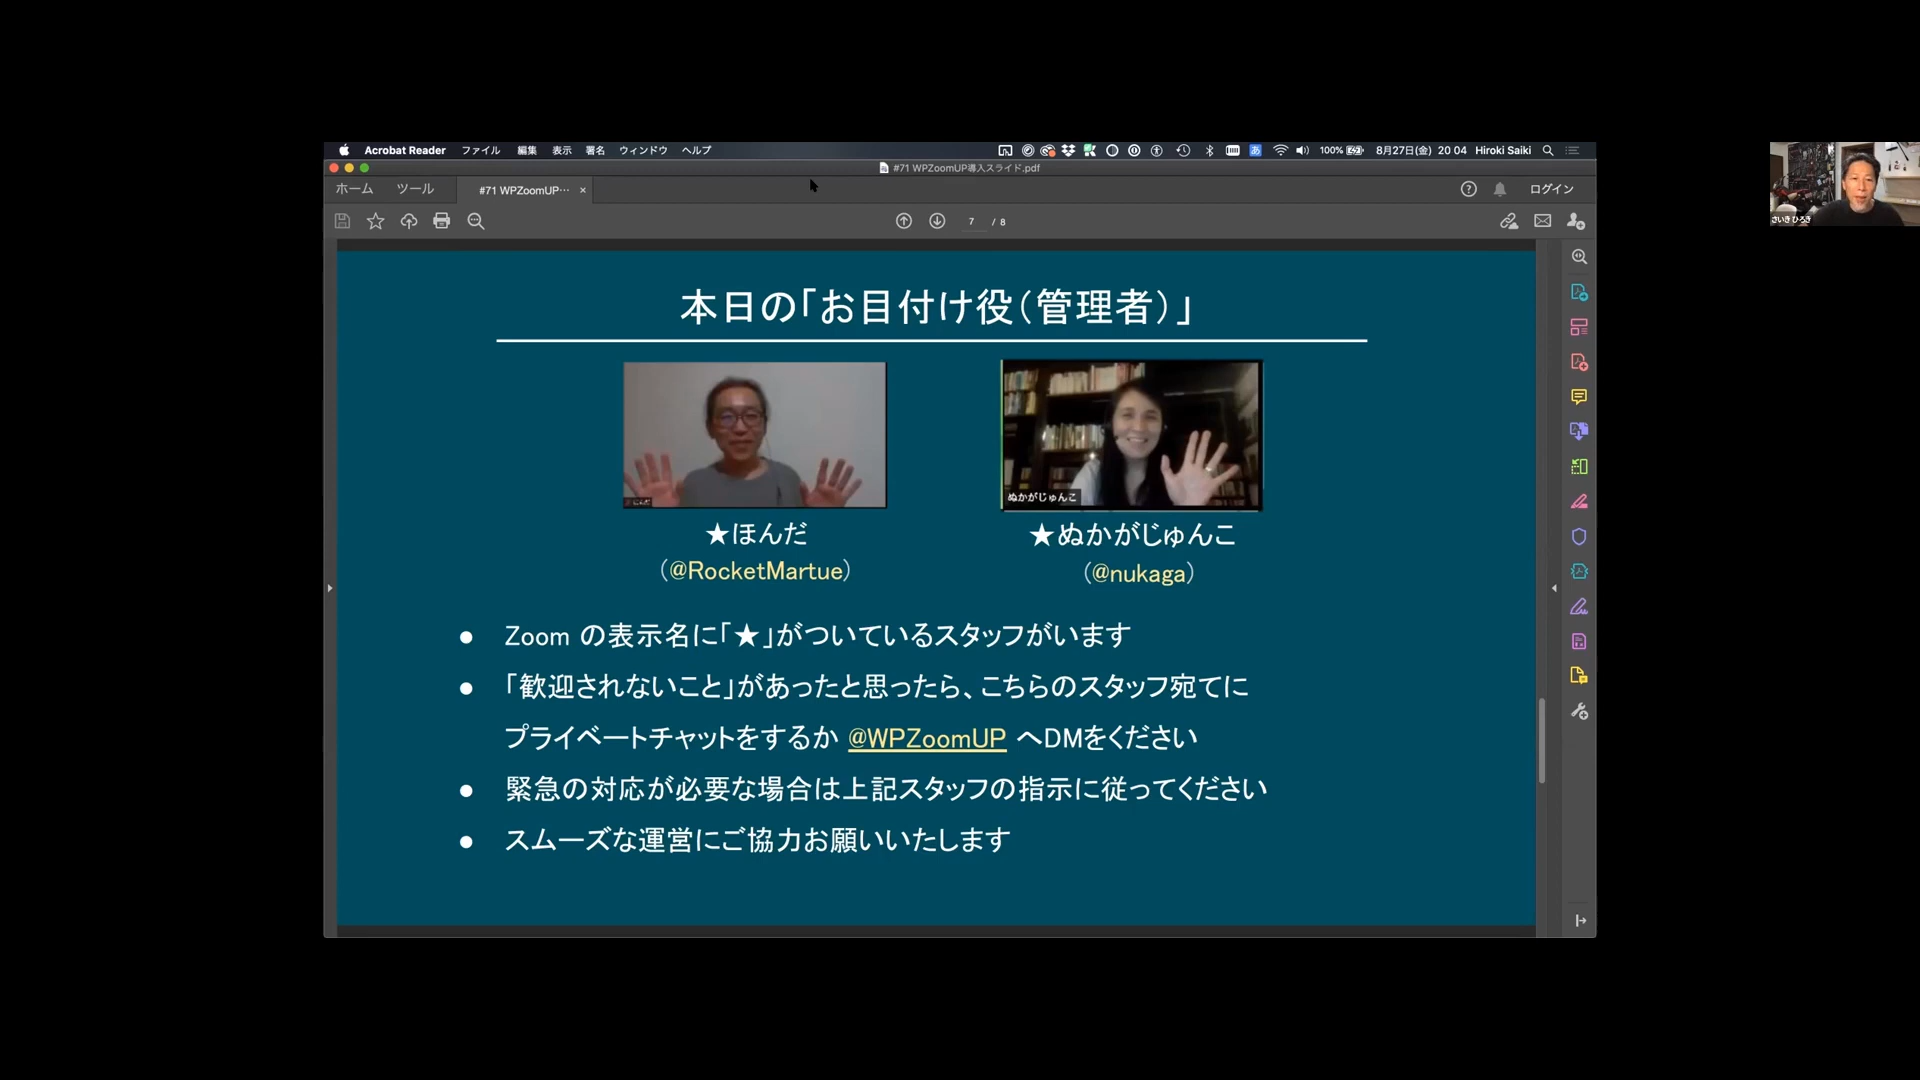 Acrobat Reader ファイル 編集 表示 署名 ウィンドウ ヘルプ 100% 8月27日(金) 20 04 Hiroki Saiki
#71 WPZoomUP導入スライド.pdf
ホーム ツール #71 WPZoomUP… × ログイン
7 / 8
さいき ひろき
本日の「お目付け役（管理者）」
ぬかがじゅんこ
★ほんだ
（@RocketMartue）
★ぬかがじゅんこ
（@nukaga）
● Zoom の表示名に「★」がついているスタッフがいます
● 「歓迎されないこと」があったと思ったら、こちらのスタッフ宛てに
プライベートチャットをするか @WPZoomUP へDMをください
● 緊急の対応が必要な場合は上記スタッフの指示に従ってください
● スムーズな運営にご協力お願いいたします